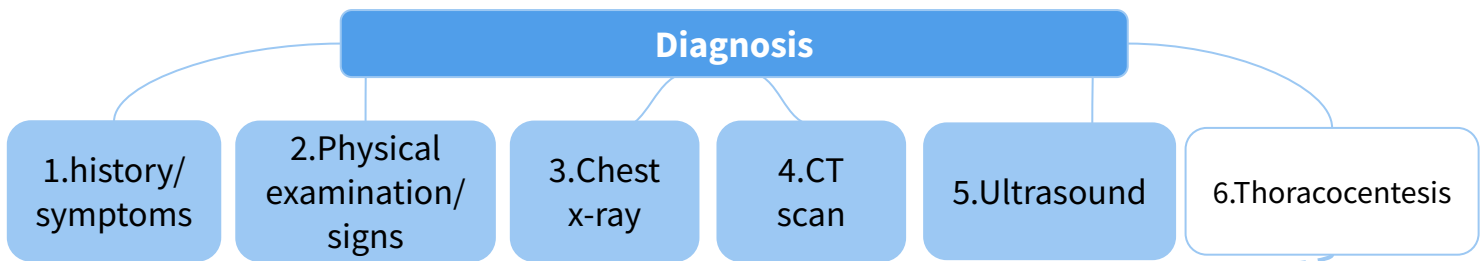 Diagnosis
1.history/
symptoms
2.Physical
examination/
signs
3.Chest
x-ray
4.CT
scan
5.Ultrasound
6.Thoracocentesis